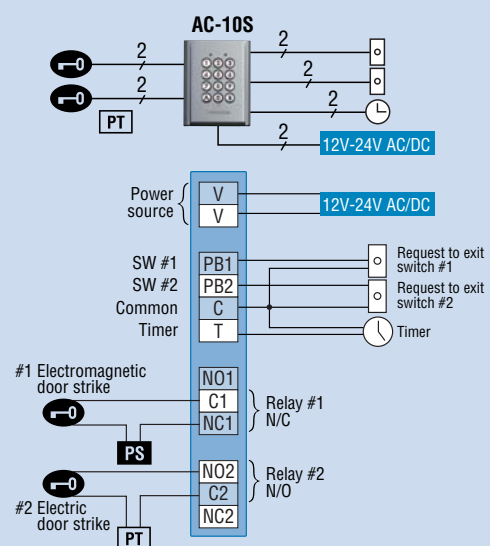 AC-10S
2
2
2
2
2
2
PT
12V-24V AC/DC
Power
source
V
V
12V-24V AC/DC
SW #1
PB1
Request to exit
switch #1
SW #2
PB2
Request to exit
switch #2
Common
C
Timer
T
Timer
#1 Electromagnetic
door strike
NO1
C1
NC1
Relay #1
N/C
PS
#2 Electric
door strike
NO2
C2
NC2
Relay #2
N/O
PT